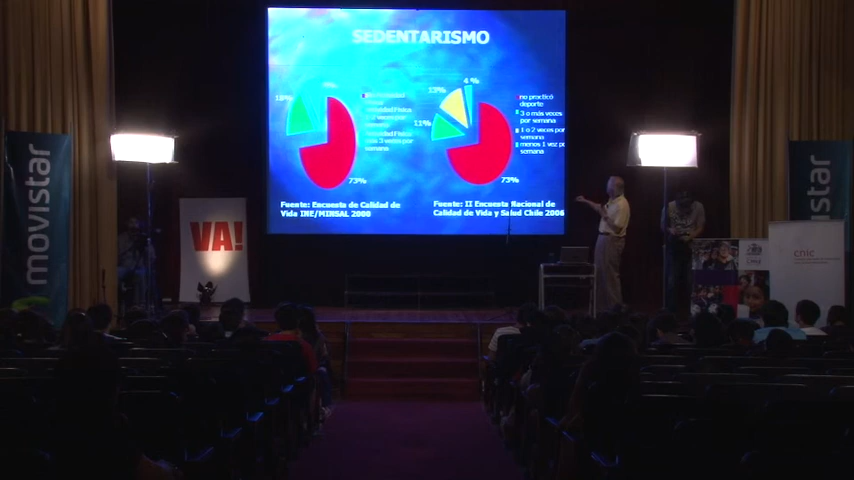 SEDENTARISMO
18%
73%
Fuente: Encuesta de Calidad de
Vida INE/MINSAL 2000
4%
13%
11%
73%
no practicó
deporte
3 o más veces
por semana
1 o 2 veces por
semana
menos 1 vez por
semana
Fuente: II Encuesta Nacional de
Calidad de Vida y Salud Chile 2006
movistar
VA!
movistar
cnic